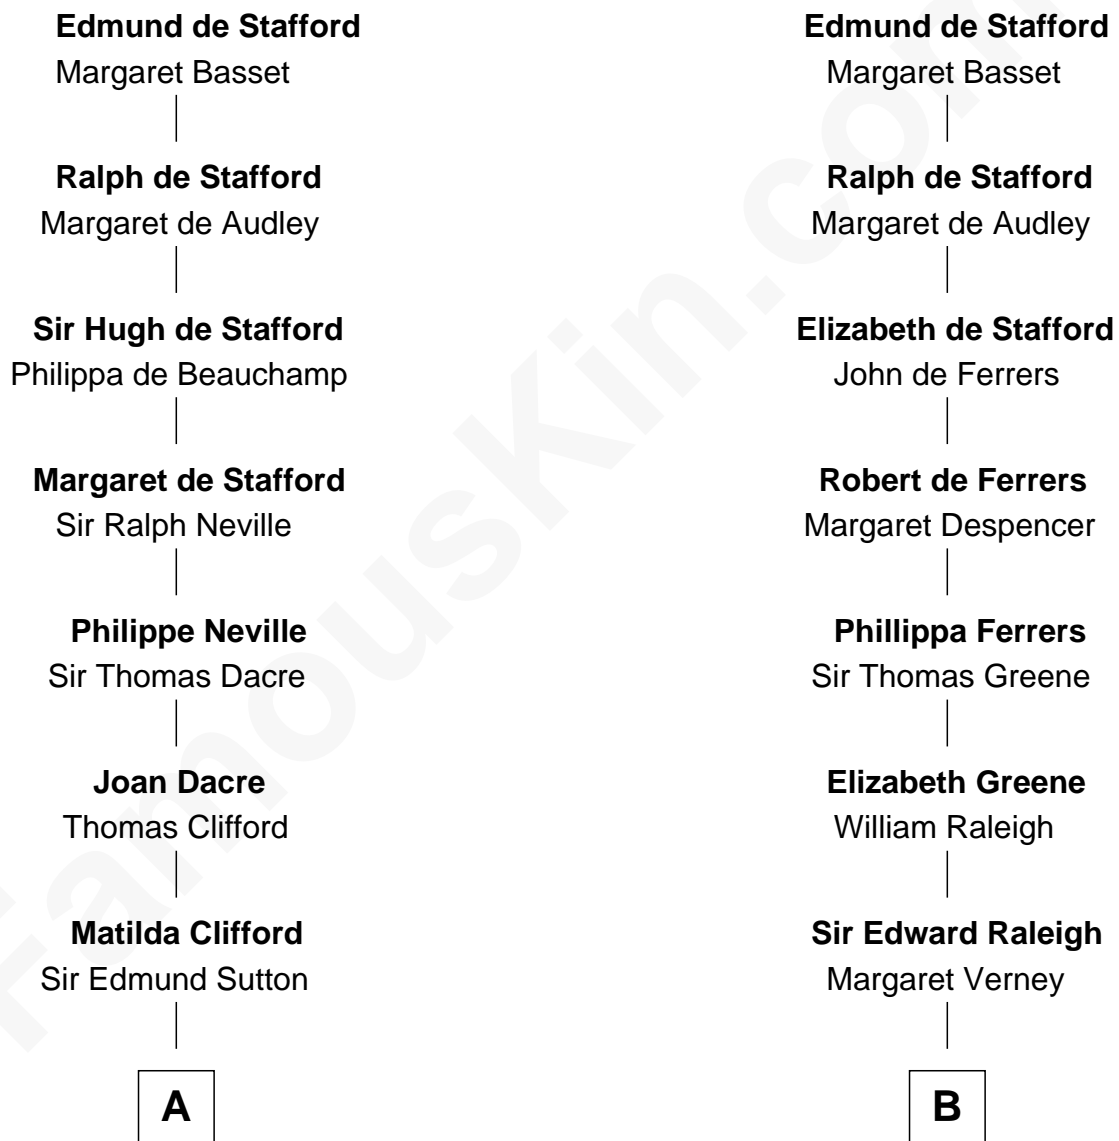 Edmund de Stafford
Margaret Basset
Ralph de Stafford
Margaret de Audley
Sir Hugh de Stafford
Philippa de Beauchamp
Margaret de Stafford
Sir Ralph Neville
Philippe Neville
Sir Thomas Dacre
Joan Dacre
Thomas Clifford
Matilda Clifford
Sir Edmund Sutton
A
Edmund de Stafford
Margaret Basset
Ralph de Stafford
Margaret de Audley
Elizabeth de Stafford
John de Ferrers
Robert de Ferrers
Margaret Despencer
Phillippa Ferrers
Sir Thomas Greene
Elizabeth Greene
William Raleigh
Sir Edward Raleigh
Margaret Verney
B
FamousKin.com